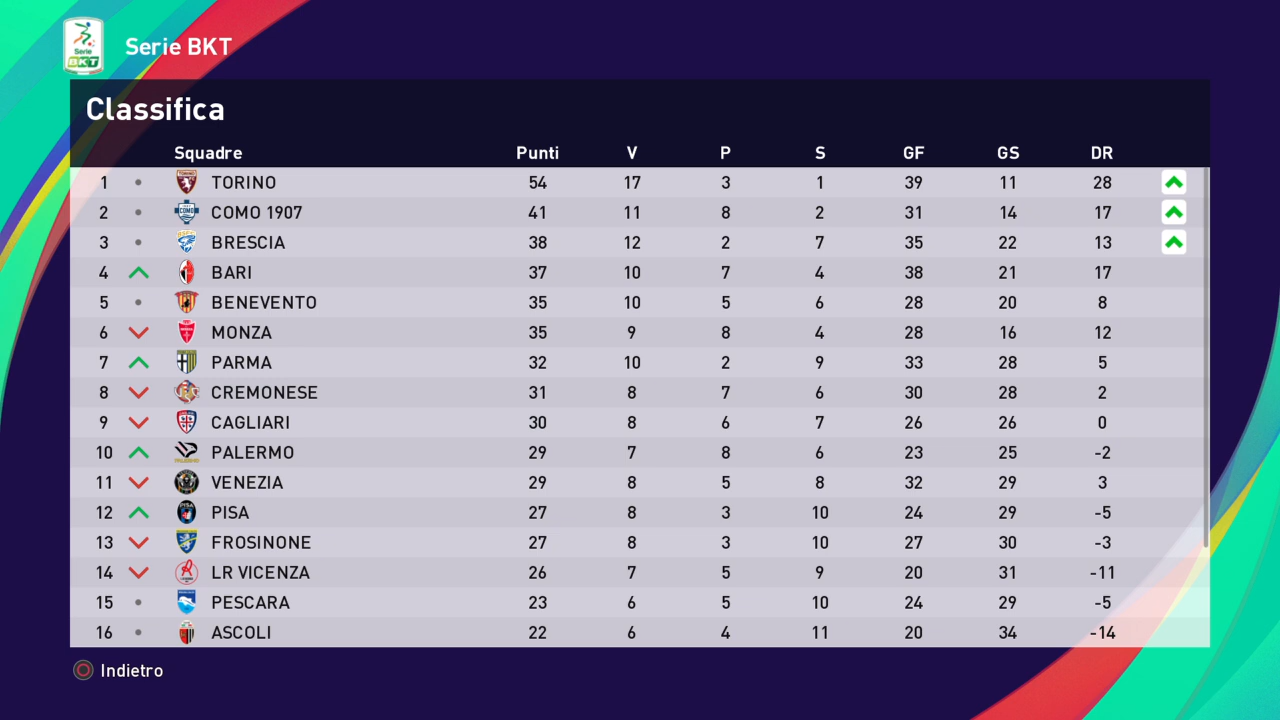 Serie BKT
Serie BKT
Classifica
Squadre Punti V P S GF GS DR
1 TORINO 54 17 3 1 39 11 28
2 COMO 1907 41 11 8 2 31 14 17
3 BRESCIA 38 12 2 7 35 22 13
4 BARI 37 10 7 4 38 21 17
5 BENEVENTO 35 10 5 6 28 20 8
6 MONZA 35 9 8 4 28 16 12
7 PARMA 32 10 2 9 33 28 5
8 CREMONESE 31 8 7 6 30 28 2
9 CAGLIARI 30 8 6 7 26 26 0
10 PALERMO 29 7 8 6 23 25 -2
11 VENEZIA 29 8 5 8 32 29 3
12 PISA 27 8 3 10 24 29 -5
13 FROSINONE 27 8 3 10 27 30 -3
14 LR VICENZA 26 7 5 9 20 31 -11
15 PESCARA 23 6 5 10 24 29 -5
16 ASCOLI 22 6 4 11 20 34 -14
Indietro